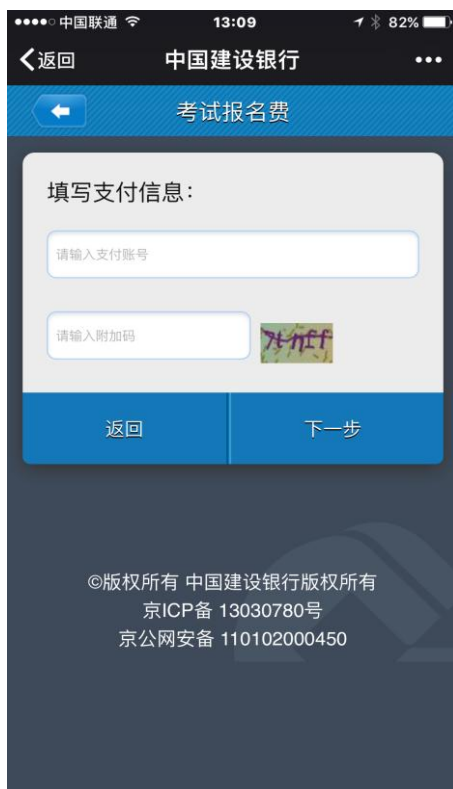 中国联通 13:09 82%
返回 中国建设银行
考试报名费
填写支付信息:
请输入支付账号
请输入附加码
返回 下一步
©版权所有 中国建设银行版权所有
京ICP备 13030780号
京公网安备 110102000450